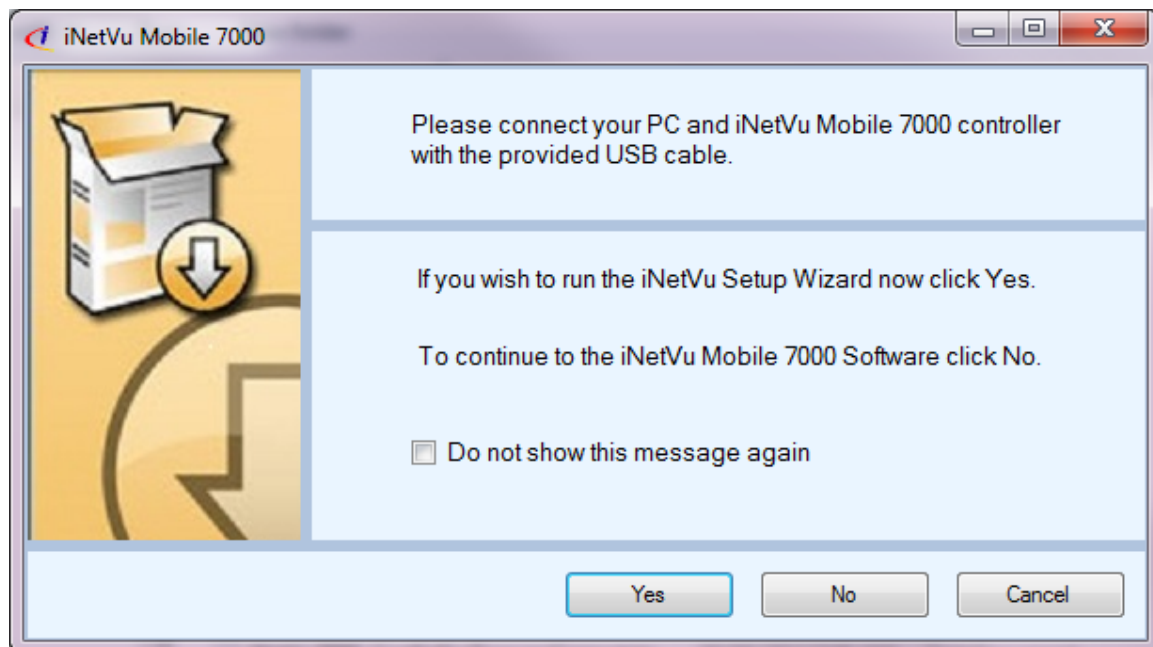 iNetVu Mobile 7000
Please connect your PC and iNetVu Mobile 7000 controller
with the provided USB cable.
If you wish to run the iNetVu Setup Wizard now click Yes.
To continue to the iNetVu Mobile 7000 Software click No.
Do not show this message again
Yes
No
Cancel